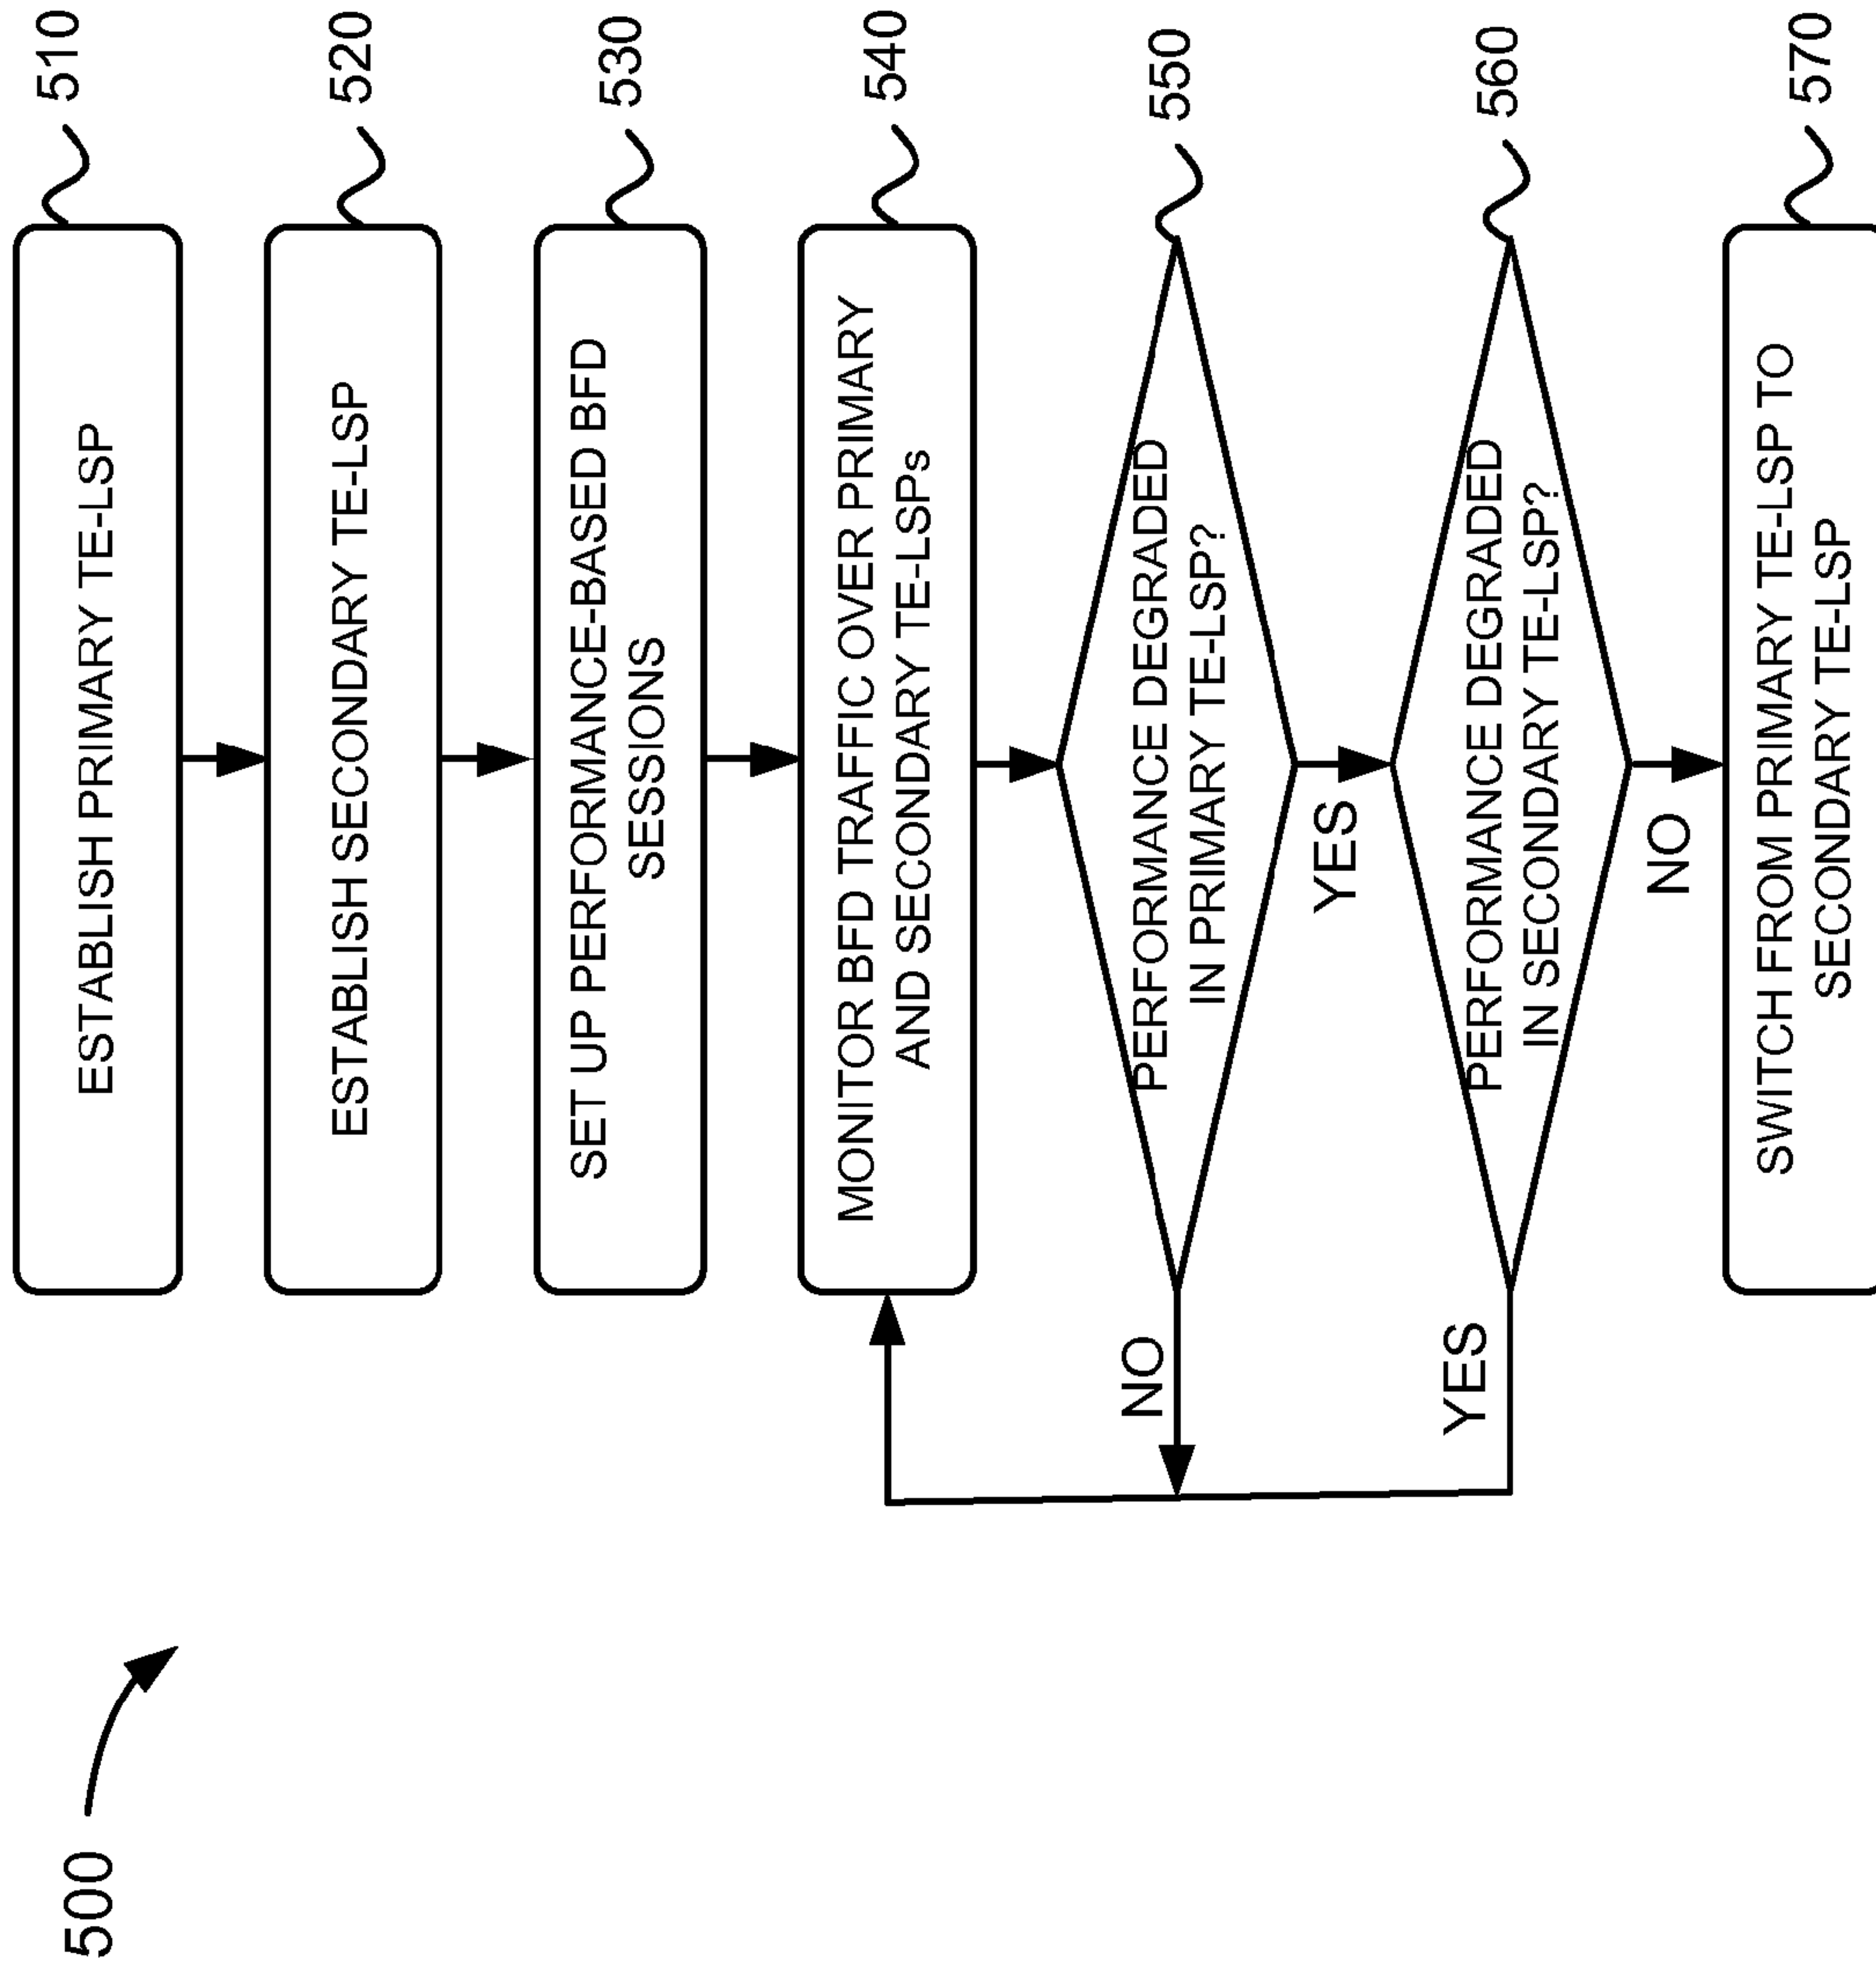 500
ESTABLISH PRIMARY TE-LSP
510
ESTABLISH SECONDARY TE-LSP
520
SET UP PERFORMANCE-BASED BFD
SESSIONS
530
MONITOR BFD TRAFFIC OVER PRIMARY
AND SECONDARY TE-LSPs
540
PERFORMANCE DEGRADED
IN PRIMARY TE-LSP?
550
NO
YES
PERFORMANCE DEGRADED
IN SECONDARY TE-LSP?
560
YES
NO
SWITCH FROM PRIMARY TE-LSP TO
SECONDARY TE-LSP
570